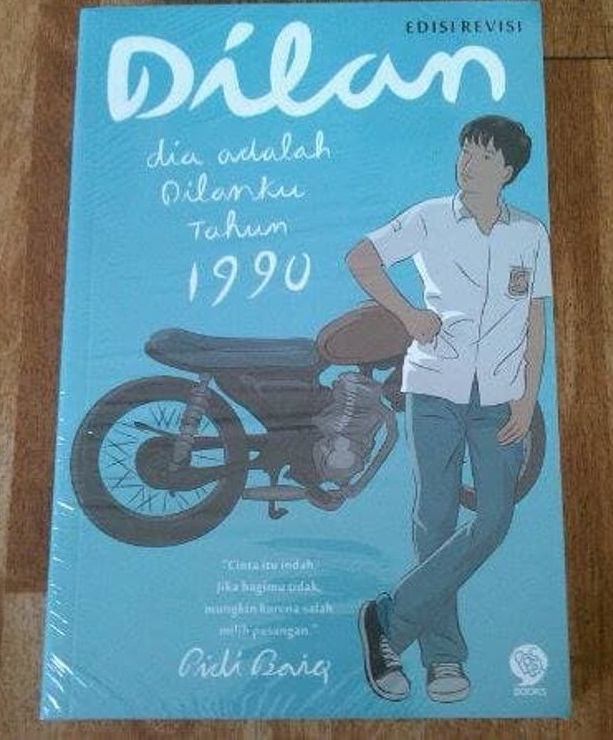 EDISI REVISI
Dilan
dia adalah
Dilanku
Tahun
1990
"Cinta itu indah.
Jika bagimu tidak,
mungkin karena salah
milih pasangan."
Pidi Baiq
BOOKS